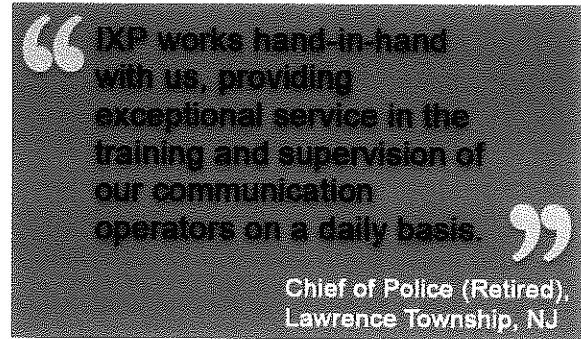 “IXP works hand-in-hand
with us, providing
exceptional service in the
training and supervision of
our communication
operators on a daily basis.”
Chief of Police (Retired),
Lawrence Township, NJ